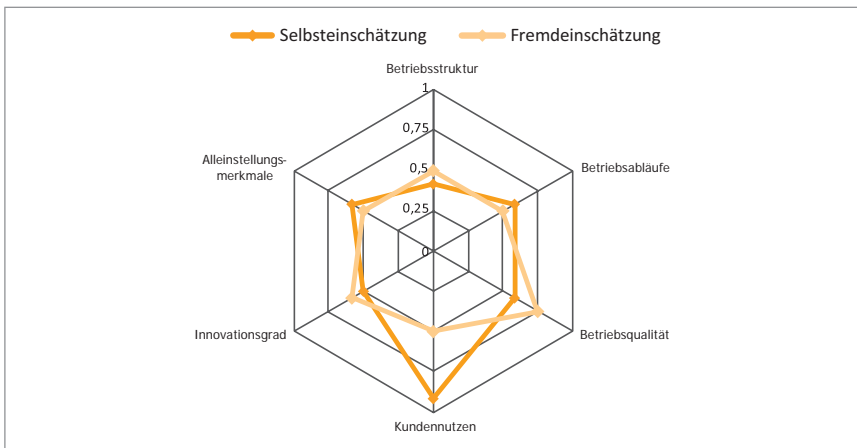 Selbsteinschätzung Fremdeinschätzung
Betriebsstruktur
1
0,75
Alleinstellungs-
merkmale
Betriebsabläufe
0,5
0,25
0
Innovationsgrad
Betriebsqualität
Kundennutzen